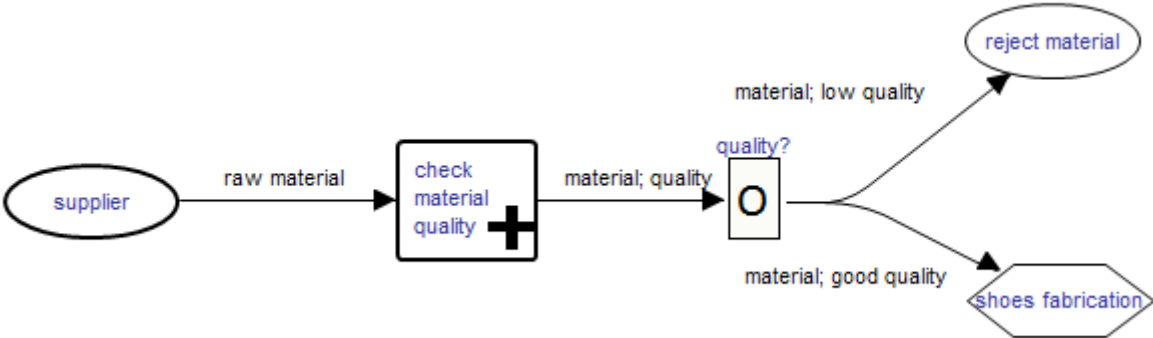 reject material
material; low quality
quality?
raw material
check
material
quality
material; quality
O
supplier
material; good quality
shoes fabrication